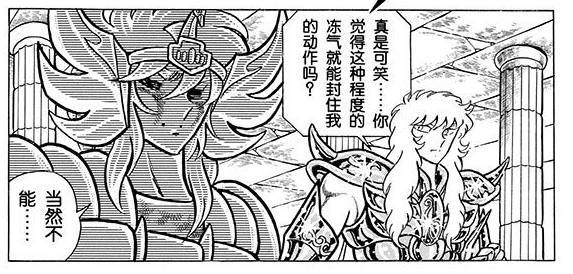 真是可笑……你
觉得这种程度的
冻气就能封住我
的动作吗？
当然不
能……